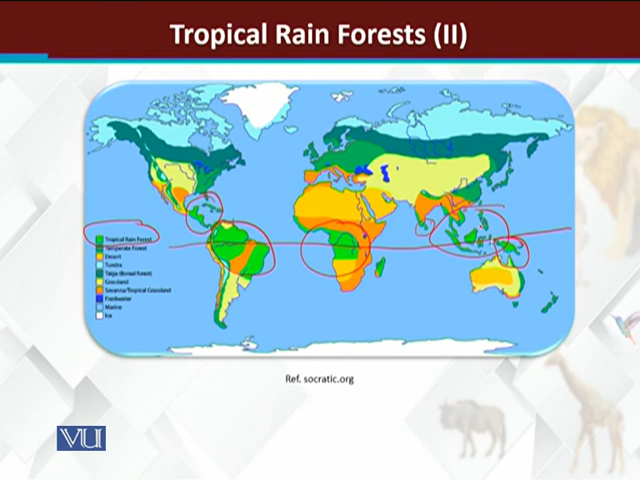 Tropical Rain Forests (II)
Tropical Rain Forest
Temperate Forest
Desert
Tundra
Taiga (Boreal forest)
Grassland
Savanna/Tropical Grassland
Freshwater
Marine
Ice
Ref. socratic.org
VU